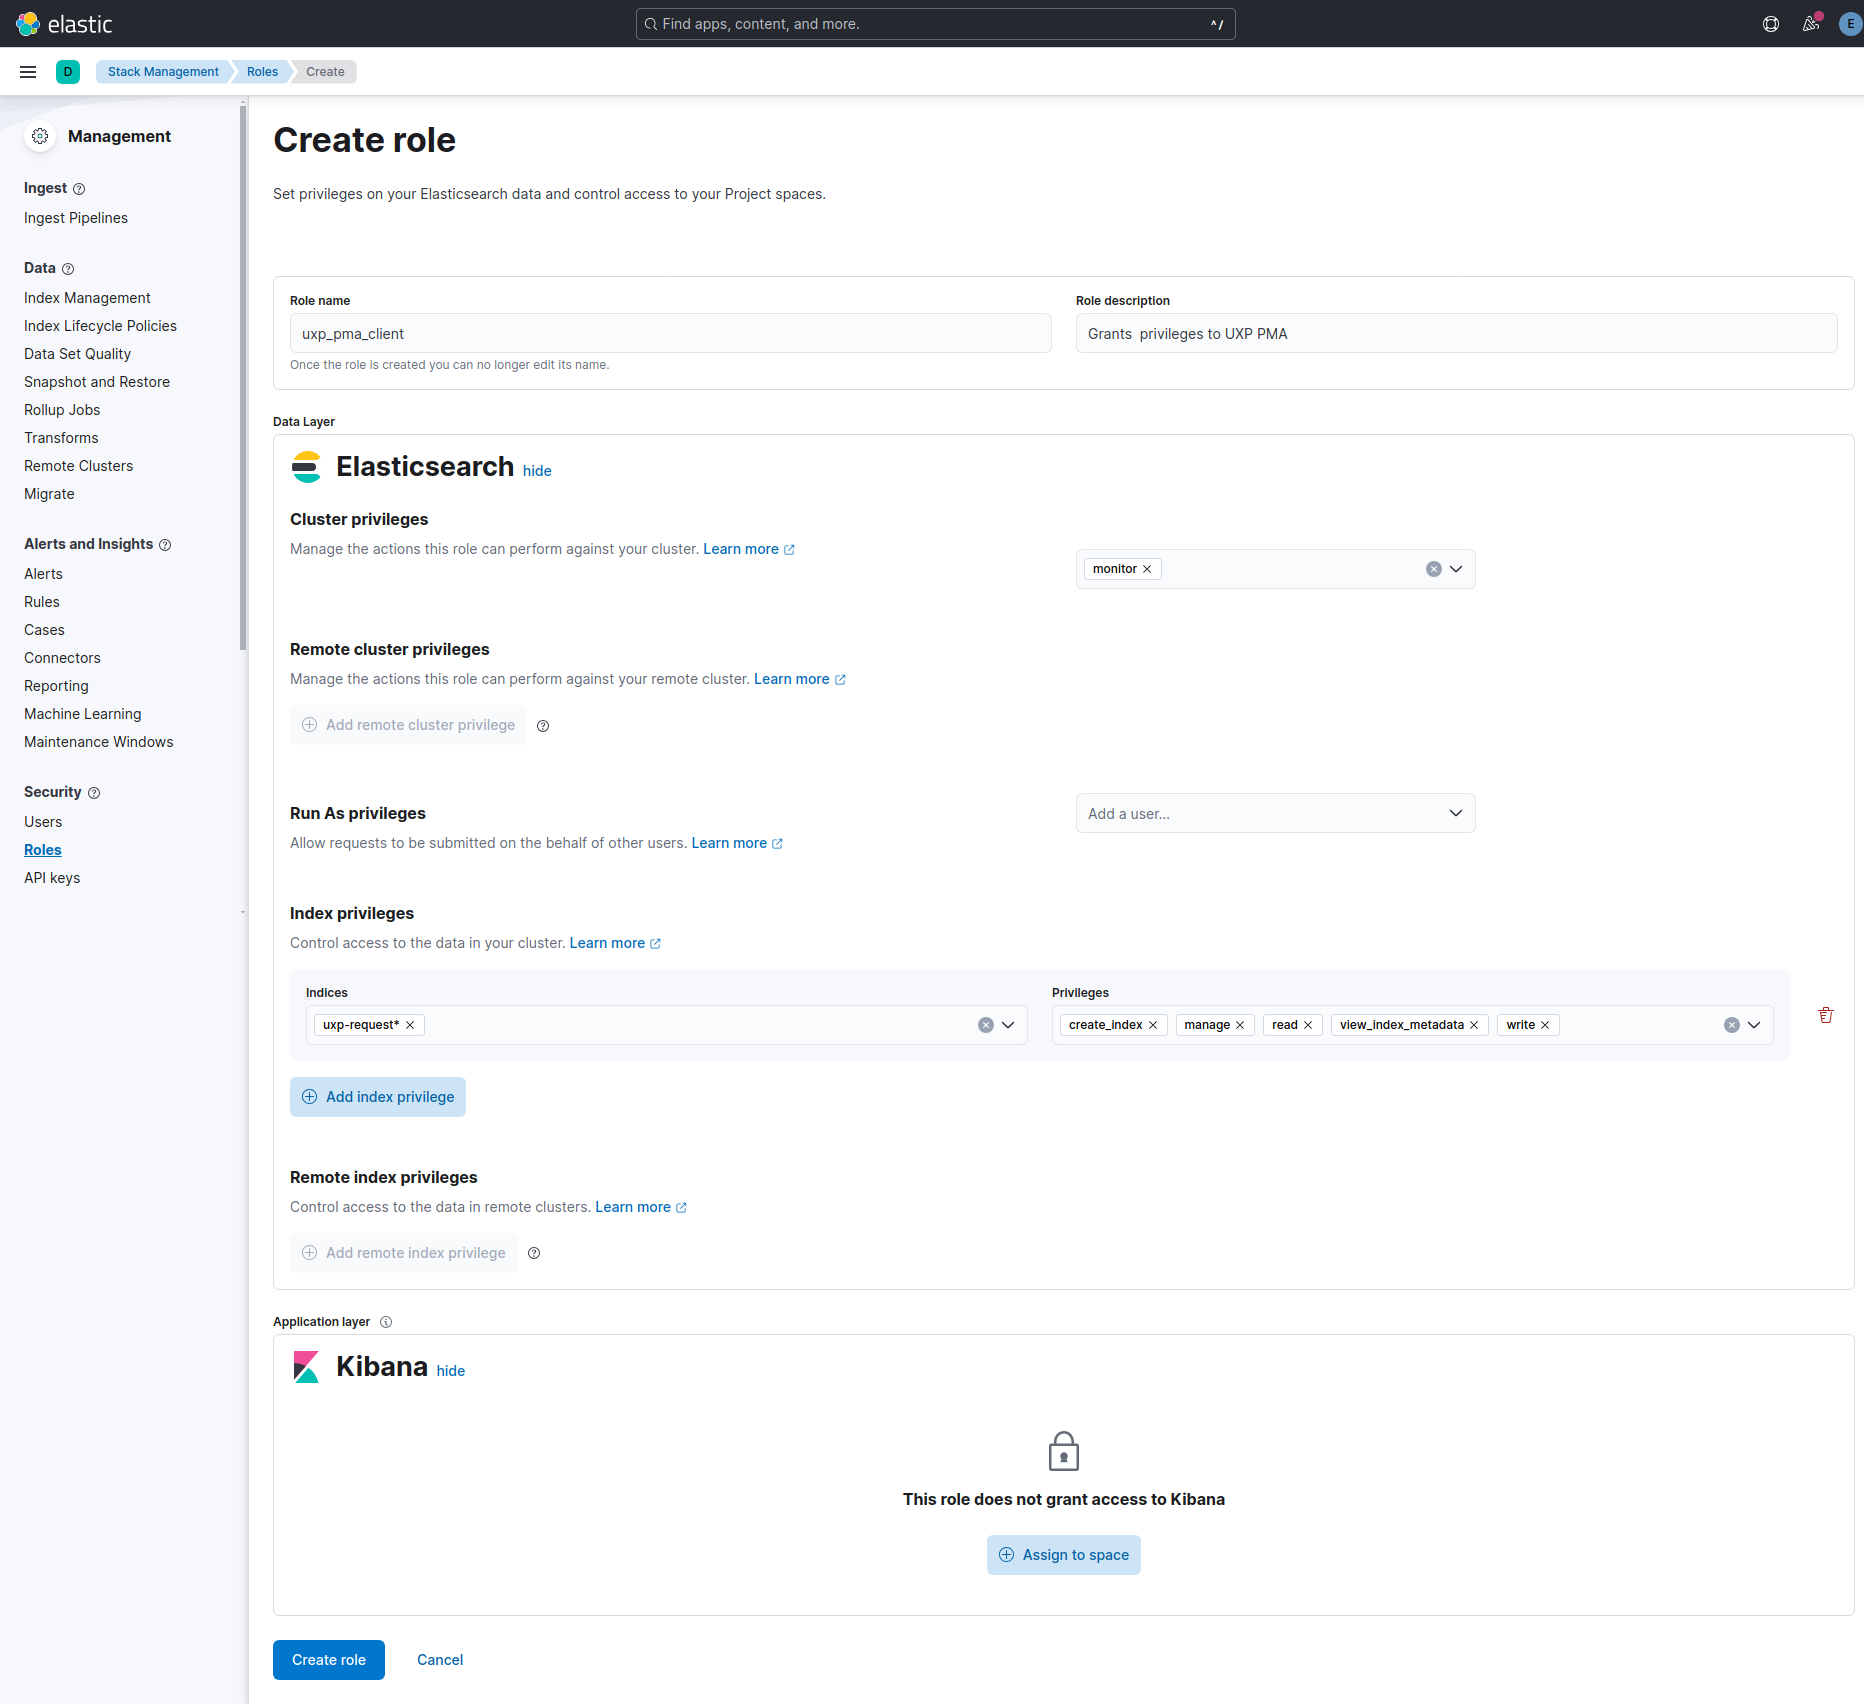 elastic
Find apps, content, and more.
^/
E
D
Stack Management
Roles
Create
Management
Ingest
Ingest Pipelines
Data
Index Management
Index Lifecycle Policies
Data Set Quality
Snapshot and Restore
Rollup Jobs
Transforms
Remote Clusters
Migrate
Alerts and Insights
Alerts
Rules
Cases
Connectors
Reporting
Machine Learning
Maintenance Windows
Security
Users
Roles
API keys
Create role
Set privileges on your Elasticsearch data and control access to your Project spaces.
Role name
uxp_pma_client
Once the role is created you can no longer edit its name.
Role description
Grants  privileges to UXP PMA
Data Layer
Elasticsearch hide
Cluster privileges
Manage the actions this role can perform against your cluster. Learn more
monitor
Remote cluster privileges
Manage the actions this role can perform against your remote cluster. Learn more
Add remote cluster privilege
Run As privileges
Allow requests to be submitted on the behalf of other users. Learn more
Add a user...
Index privileges
Control access to the data in your cluster. Learn more
Indices
uxp-request*
Privileges
create_index manage read view_index_metadata write
Add index privilege
Remote index privileges
Control access to the data in remote clusters. Learn more
Add remote index privilege
Application layer
Kibana hide
This role does not grant access to Kibana
Assign to space
Create role
Cancel